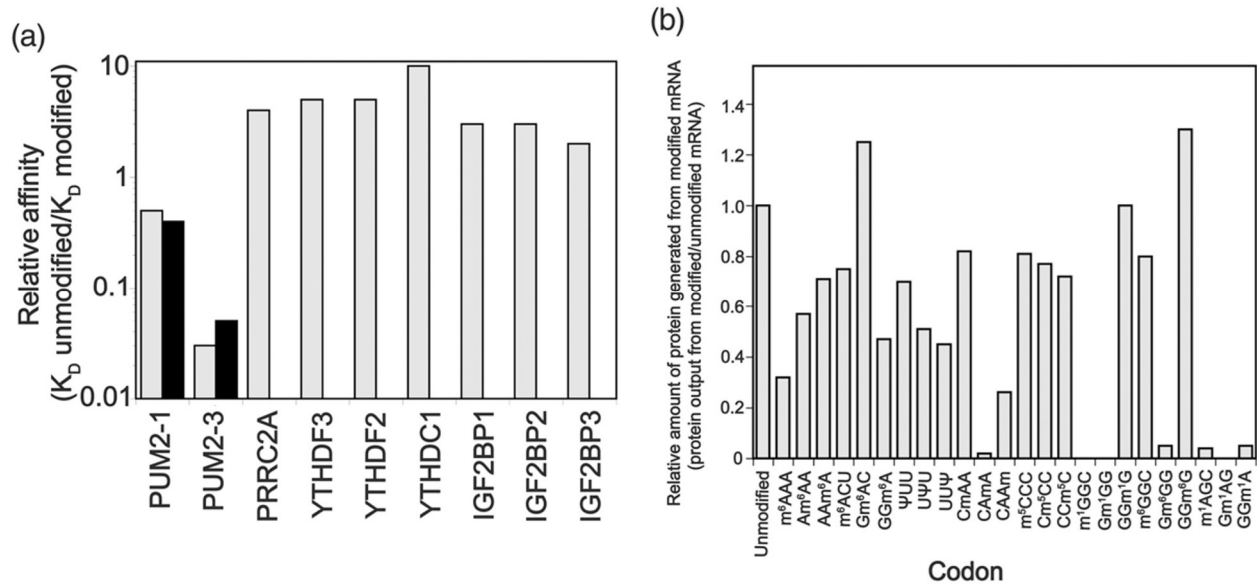 (a)
Relative affinity
(K_D unmodified/K_D modified)
10
1
0.1
0.01
PUM2-1
PUM2-3
PRRC2A
YTHDF3
YTHDF2
YTHDC1
IGF2BP1
IGF2BP2
IGF2BP3
(b)
Relative amount of protein generated from modified mRNA
(protein output from modified/unmodified mRNA)
1.4
1.2
1.0
0.8
0.6
0.4
0.2
0
Unmodified
m⁶AAA
Am⁶AA
AAm⁶A
m⁶ACU
Gm⁶AC
GGm⁶A
ΨUU
UΨU
UUΨ
CmAA
CAmA
CAAm
m⁵CCC
Cm⁵CC
CCm⁵C
m¹GGC
Gm¹GG
GGm¹G
m⁶GGC
Gm⁶GG
GGm⁶G
m¹AGC
Gm¹AG
GGm¹A
Codon